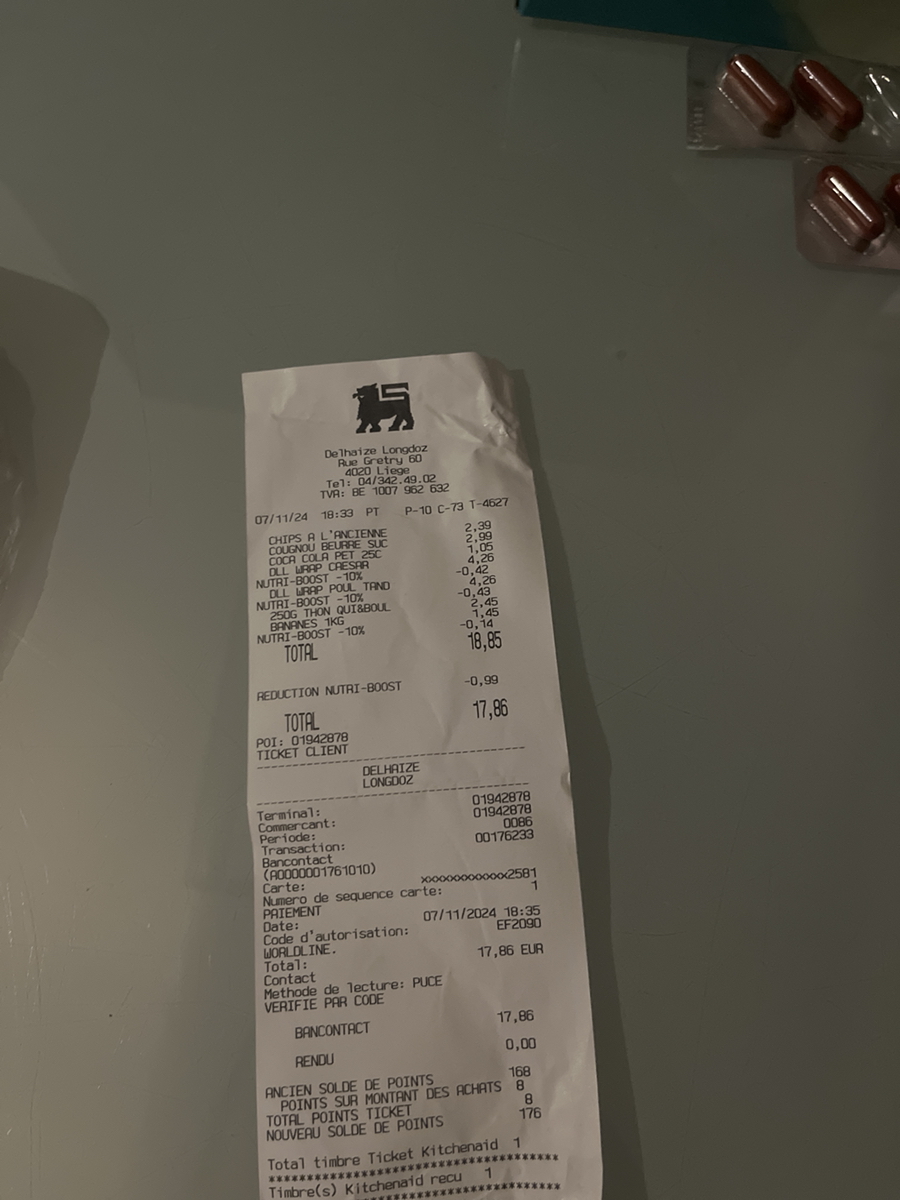 Delhaize Longdoz
Rue Gretry 60
4020 Liege
Tel: 04/342.49.02
TVA: BE 1007 962 632
07/11/24 18:33 PT P-10 C-73 T-4627
CHIPS A L'ANCIENNE 2,39
COUGNOU BEURRE SUC 2,99
COCA COLA PET 25C 1,05
DLL WRAP CAESAR 4,26
NUTRI-BOOST -10% -0,42
DLL WRAP POUL TAND 4,26
NUTRI-BOOST -10% -0,43
250G THON QUI&BOUL 2,45
BANANES 1KG 1,45
NUTRI-BOOST -10% -0,14
TOTAL 18,85
REDUCTION NUTRI-BOOST -0,99
TOTAL 17,86
POI: 01942878
TICKET CLIENT
DELHAIZE
LONGDOZ
Terminal: 01942878
Commercant: 01942878
Periode: 0086
Transaction: 00176233
Bancontact
(A0000001761010)
Carte: xxxxxxxxxxxx2581
Numero de sequence carte: 1
PAIEMENT
Date: 07/11/2024 18:35
Code d'autorisation: EF2090
WORLDLINE.
Total: 17,86 EUR
Contact
Methode de lecture: PUCE
VERIFIE PAR CODE
BANCONTACT 17,86
RENDU 0,00
ANCIEN SOLDE DE POINTS 168
POINTS SUR MONTANT DES ACHATS 8
TOTAL POINTS TICKET 8
NOUVEAU SOLDE DE POINTS 176
Total timbre Ticket Kitchenaid 1
****************************************
Timbre(s) Kitchenaid recu 1
****************************************